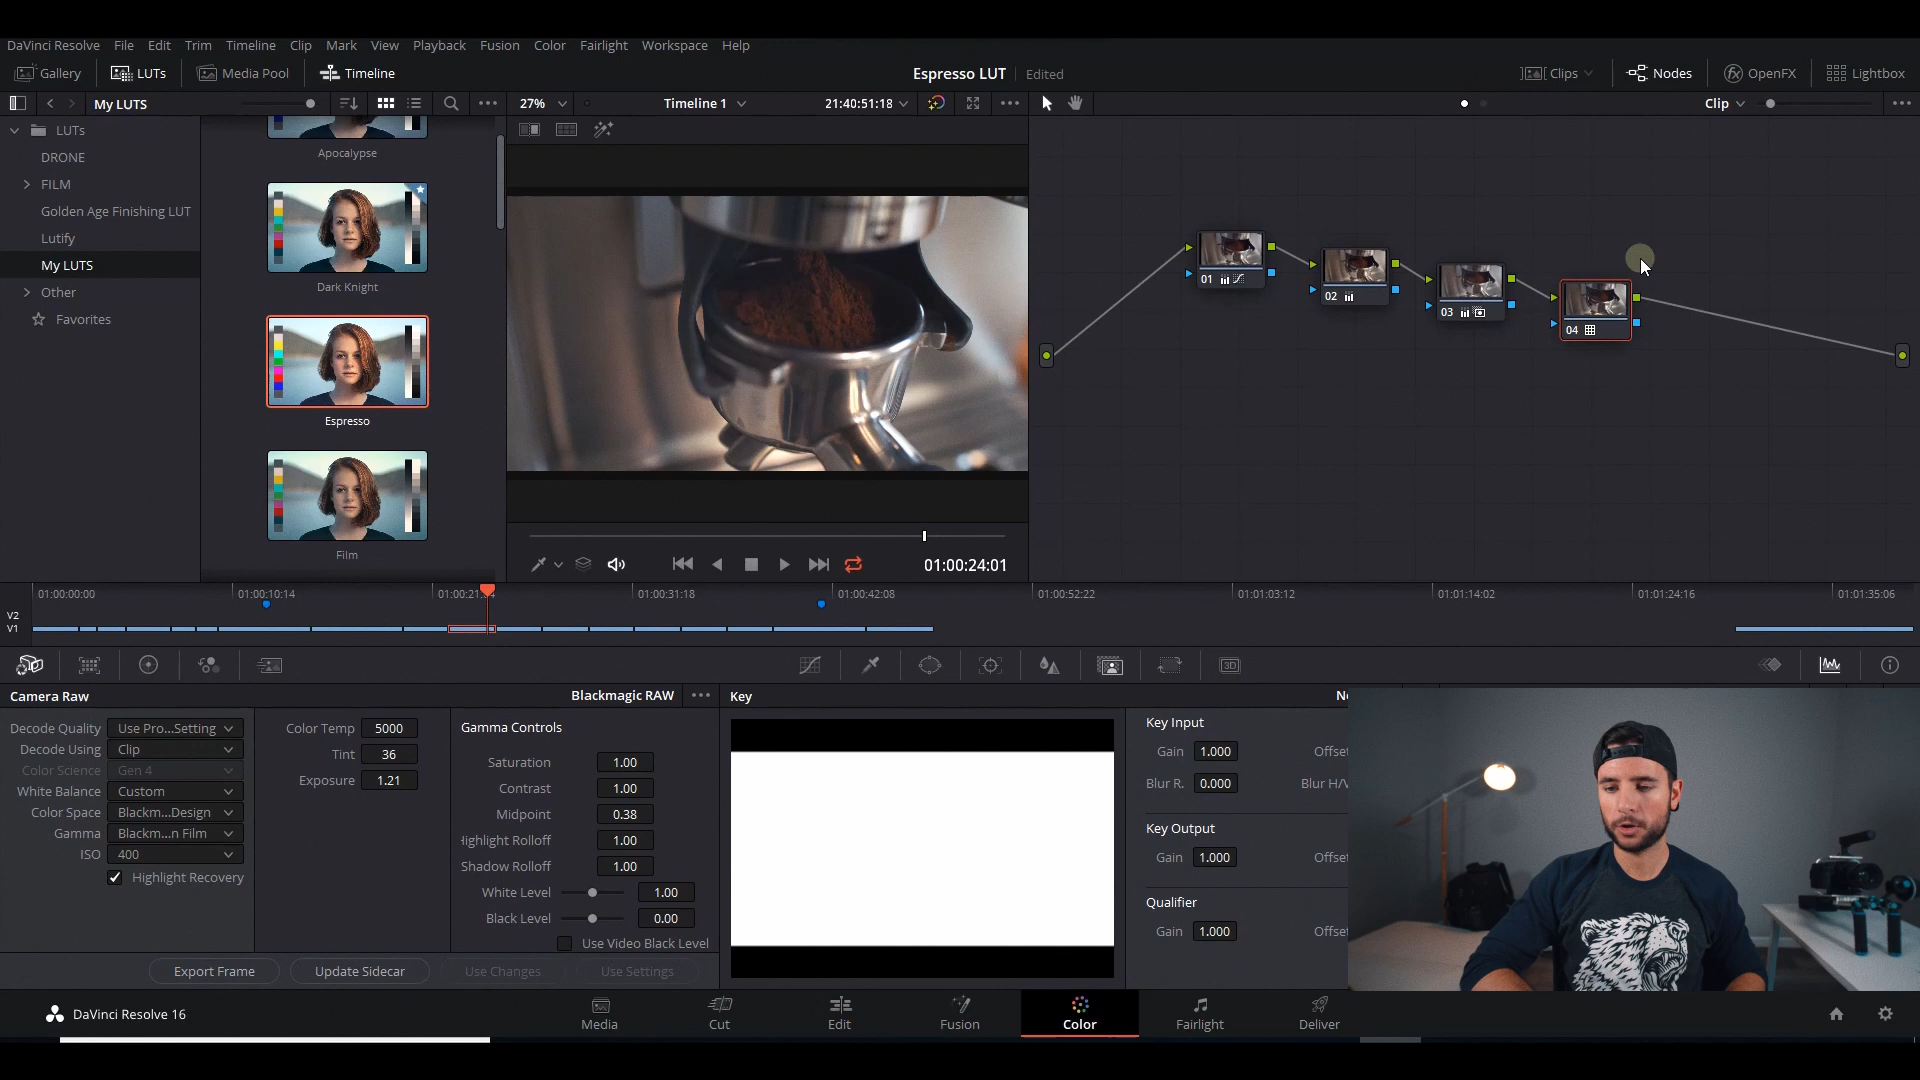 DaVinci Resolve File Edit Trim Timeline Clip Mark View Playback Fusion Color Fairlight Workspace Help
Gallery LUTs Media Pool Timeline Espresso LUT Edited Clips Nodes OpenFX Lightbox
My LUTS 27% Timeline 1 21:40:51:18 Clip
LUTs
DRONE
FILM
Golden Age Finishing LUT
Lutify
My LUTS
Other
Favorites
Apocalypse
Dark Knight
Espresso
Film
01
02
03
04
01:00:24:01
01:00:00:00 01:00:10:14 01:00:31:18 01:00:42:08 01:00:52:22 01:01:03:12 01:01:14:02 01:01:24:16 01:01:35:06
V2
V1
3D
Camera Raw Blackmagic RAW Key
Decode Quality Use Pro...Setting
Decode Using Clip
Color Science Gen 4
White Balance Custom
Color Space Blackm...Design
Gamma Blackm...n Film
ISO 400
Highlight Recovery
Color Temp 5000
Tint 36
Exposure 1.21
Gamma Controls
Saturation 1.00
Contrast 1.00
Midpoint 0.38
Highlight Rolloff 1.00
Shadow Rolloff 1.00
White Level 1.00
Black Level 0.00
Use Video Black Level
Key Input
Gain 1.000 Offse
Blur R. 0.000 Blur H/V
Key Output
Gain 1.000 Offse
Qualifier
Gain 1.000 Offse
Export Frame Update Sidecar Use Changes Use Settings
DaVinci Resolve 16
Media Cut Edit Fusion Color Fairlight Deliver